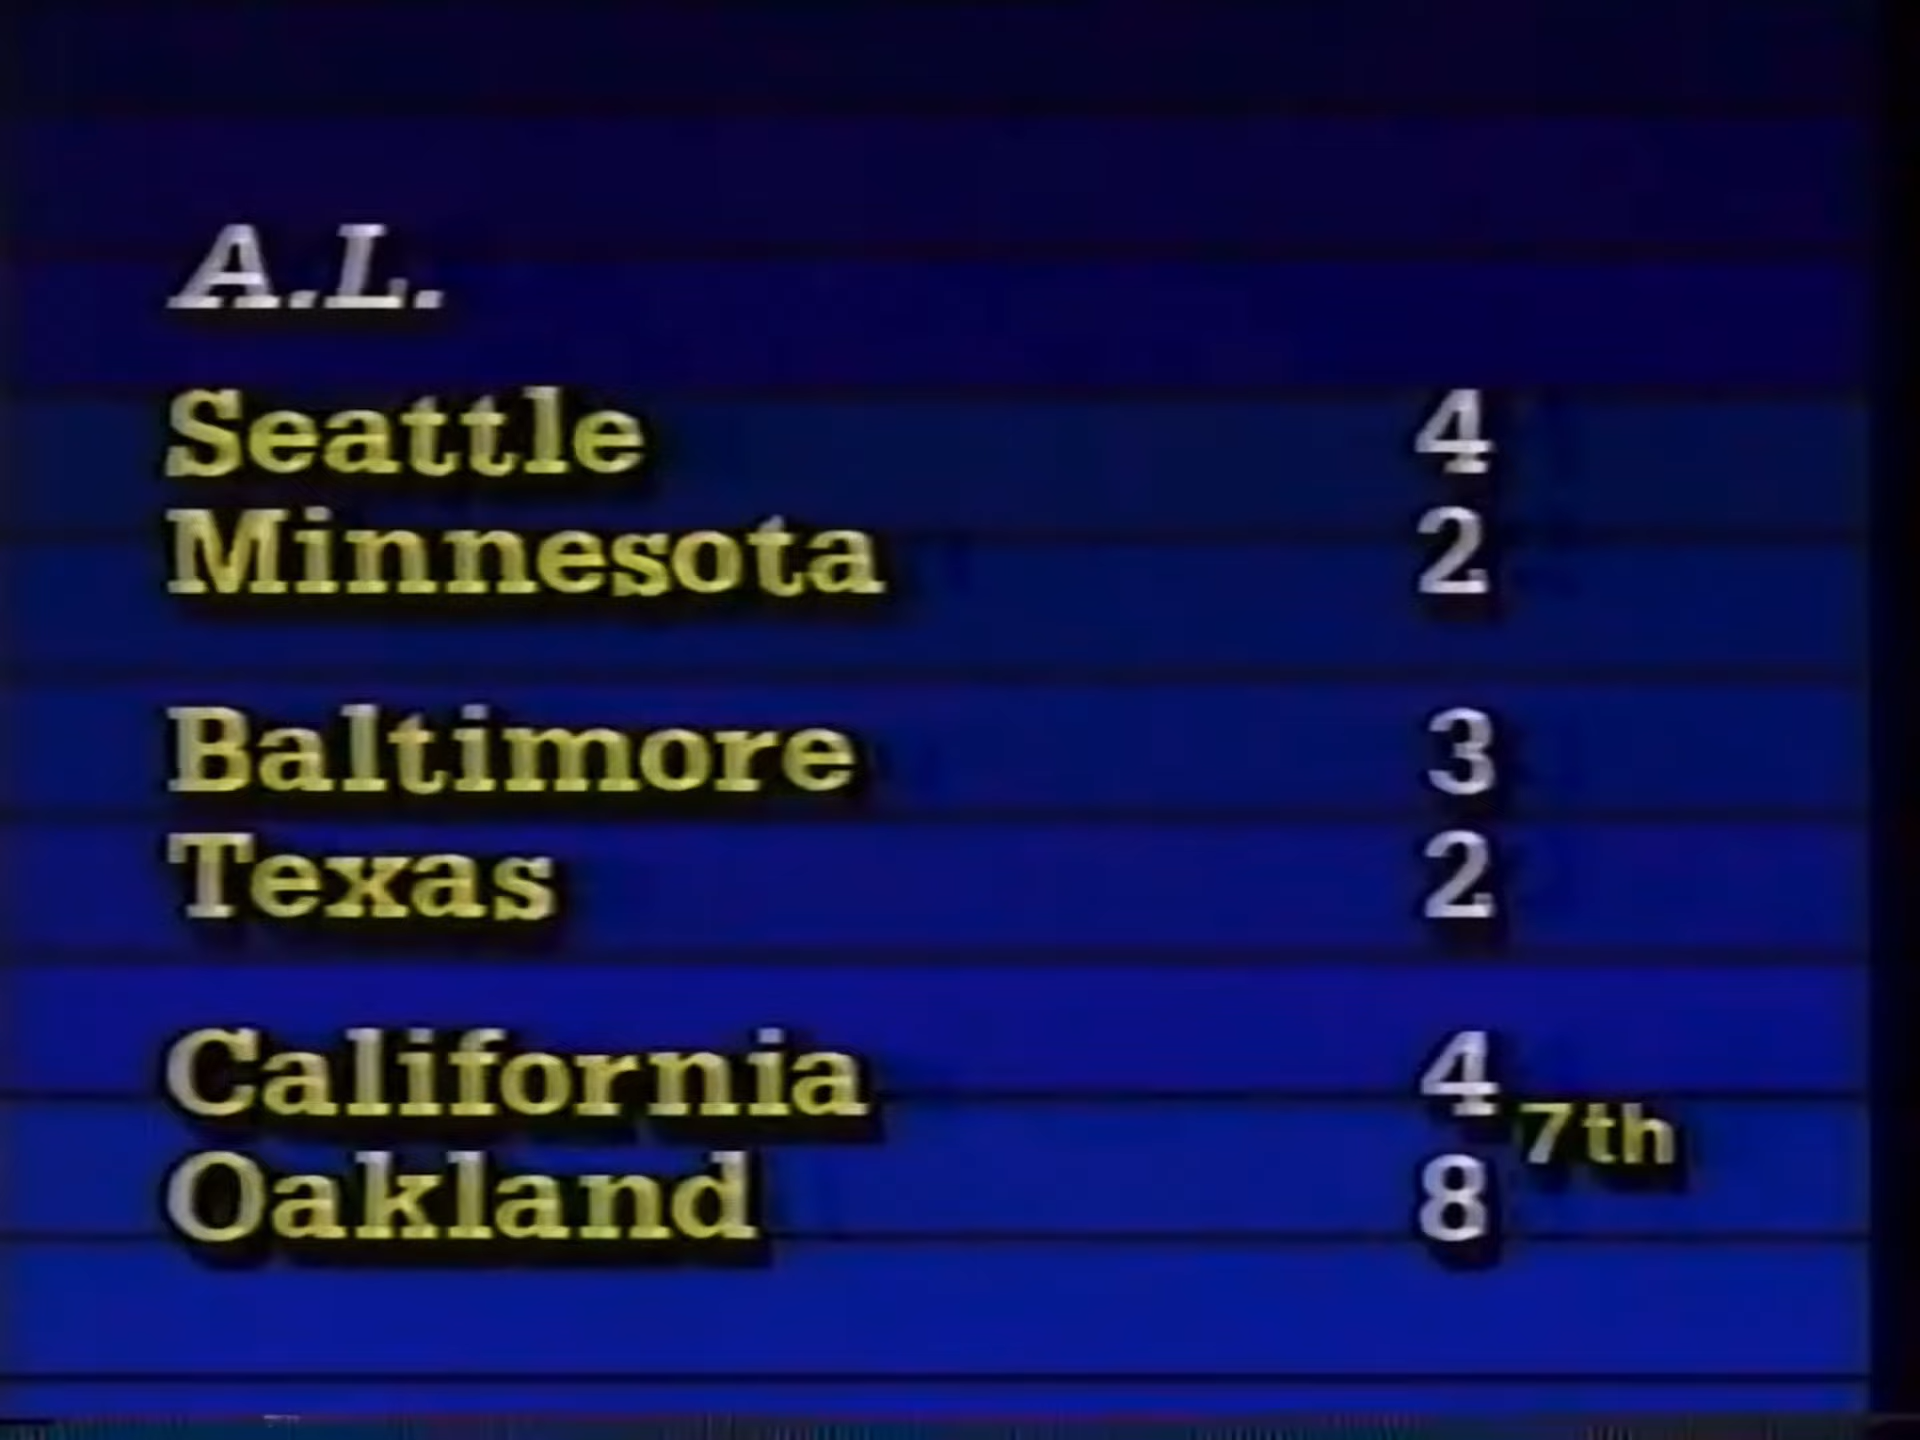 A.L.
Seattle 4
Minnesota 2
Baltimore 3
Texas 2
California 4
7th
Oakland 8